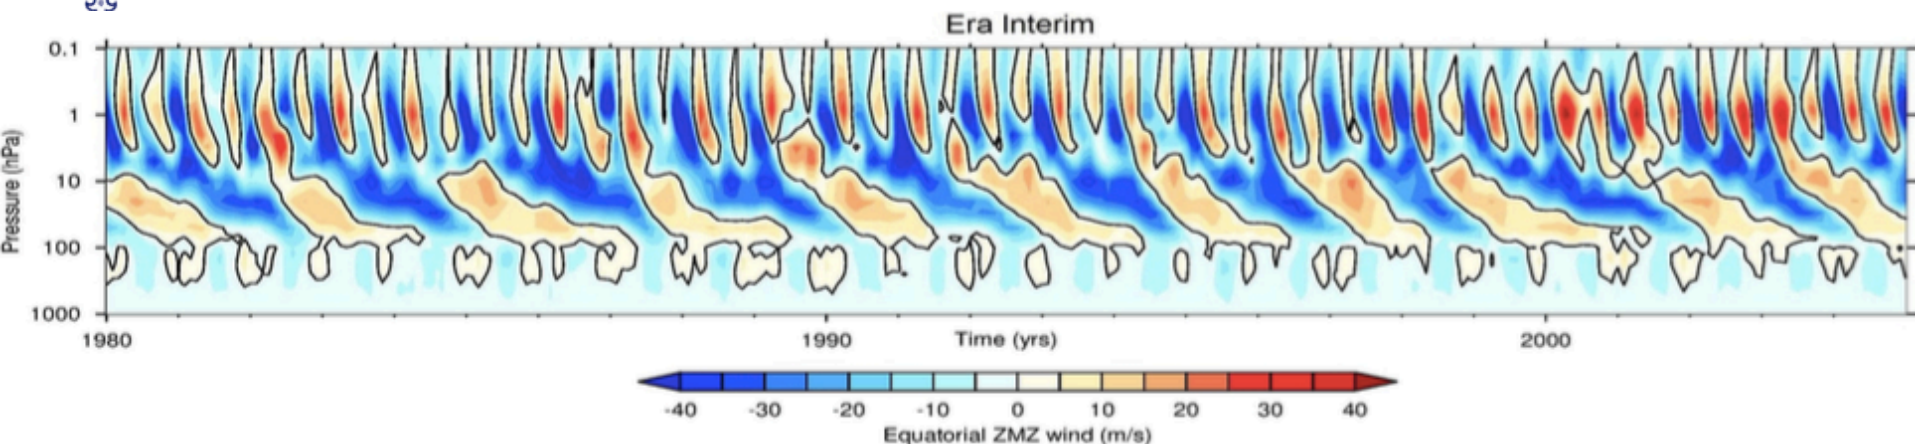 Era Interim
0.1
1
10
100
1000
Pressure (hPa)
1980 1990 Time (yrs) 2000
-40 -30 -20 -10 0 10 20 30 40
Equatorial ZMZ wind (m/s)